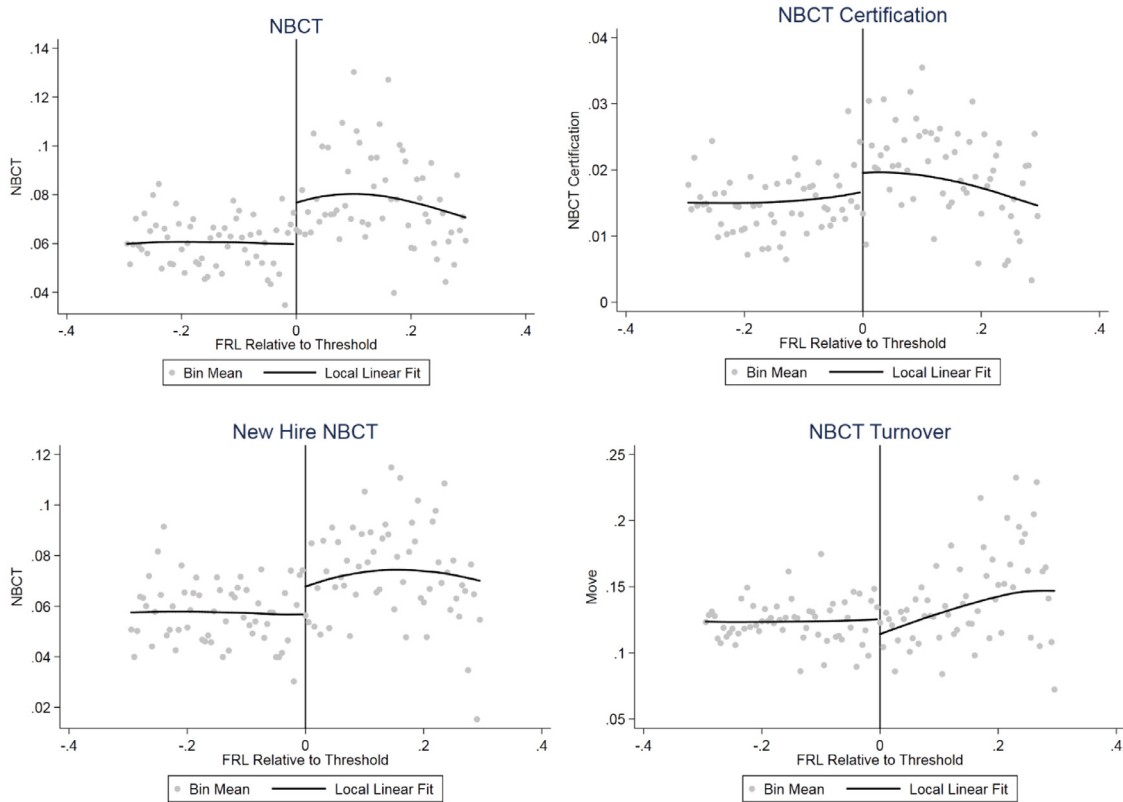 NBCT
.14
.12
.1
.08
.06
.04
NBCT
-.4
-.2
0
.2
.4
FRL Relative to Threshold
Bin Mean
Local Linear Fit
NBCT Certification
.04
.03
.02
.01
0
NBCT Certification
-.4
-.2
0
.2
.4
FRL Relative to Threshold
Bin Mean
Local Linear Fit
New Hire NBCT
.12
.1
.08
.06
.04
.02
NBCT
-.4
-.2
0
.2
.4
FRL Relative to Threshold
Bin Mean
Local Linear Fit
NBCT Turnover
.25
.2
.15
.1
.05
Move
-.4
-.2
0
.2
.4
FRL Relative to Threshold
Bin Mean
Local Linear Fit